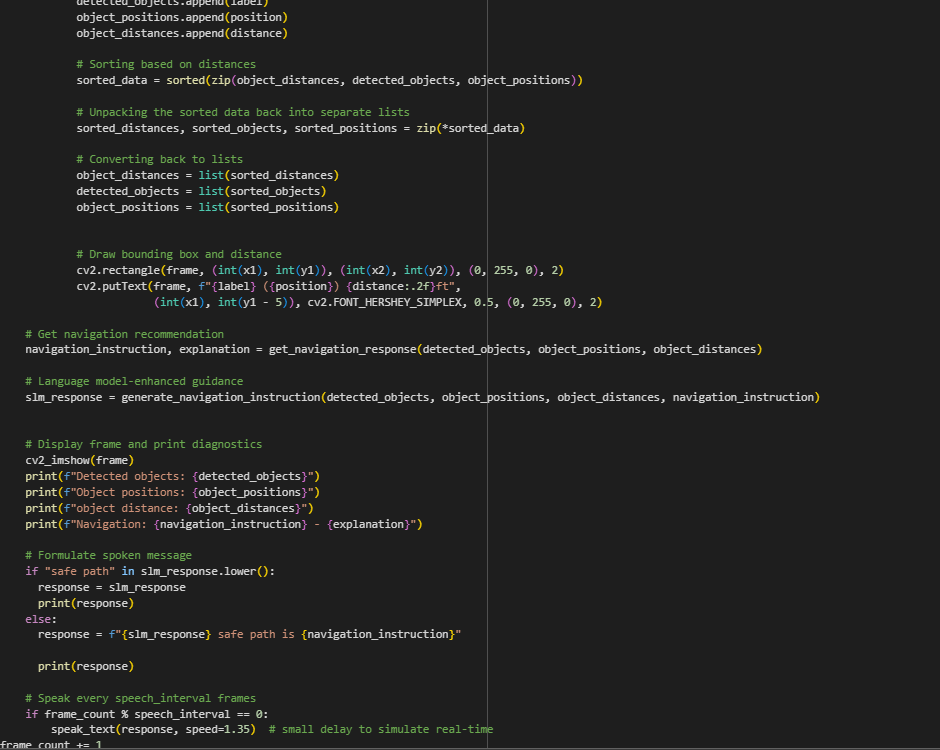 detected_objects.append(label)
object_positions.append(position)
object_distances.append(distance)
# Sorting based on distances
sorted_data = sorted(zip(object_distances, detected_objects, object_positions))
# Unpacking the sorted data back into separate lists
sorted_distances, sorted_objects, sorted_positions = zip(*sorted_data)
# Converting back to lists
object_distances = list(sorted_distances)
detected_objects = list(sorted_objects)
object_positions = list(sorted_positions)
# Draw bounding box and distance
cv2.rectangle(frame, (int(x1), int(y1)), (int(x2), int(y2)), (0, 255, 0), 2)
cv2.putText(frame, f"{label} ({position}) {distance:.2f}ft",
(int(x1), int(y1 - 5)), cv2.FONT_HERSHEY_SIMPLEX, 0.5, (0, 255, 0), 2)
# Get navigation recommendation
navigation_instruction, explanation = get_navigation_response(detected_objects, object_positions, object_distances)
# Language model-enhanced guidance
slm_response = generate_navigation_instruction(detected_objects, object_positions, object_distances, navigation_instruction)
# Display frame and print diagnostics
cv2_imshow(frame)
print(f"Detected objects: {detected_objects}")
print(f"Object positions: {object_positions}")
print(f"object distance: {object_distances}")
print(f"Navigation: {navigation_instruction} - {explanation}")
# Formulate spoken message
if "safe path" in slm_response.lower():
response = slm_response
print(response)
else:
response = f"{slm_response} safe path is {navigation_instruction}"
print(response)
# Speak every speech_interval frames
if frame_count % speech_interval == 0:
speak_text(response, speed=1.35)  # small delay to simulate real-time
frame_count += 1